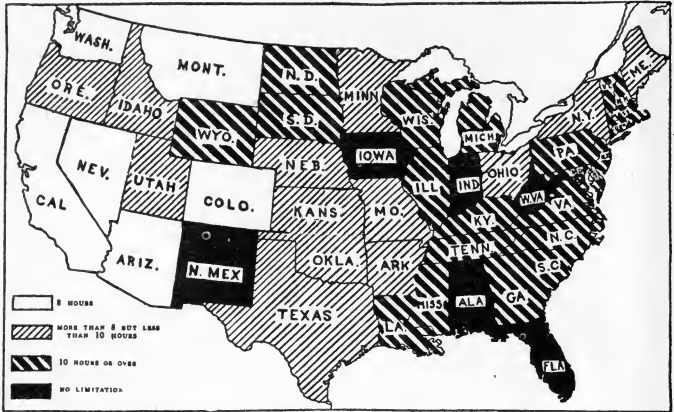 WASH.
MONT.
N.D.
MINN
ME.
ORE.
IDAHO
S.D.
WIS.
MICH
N.Y.
WYO.
NEB.
IOWA
PA.
NEV.
UTAH
COLO.
ILL
IND
OHIO
W.VA
VA.
CAL
KANS.
MO.
KY.
N.C.
ARIZ.
N. MEX
OKLA.
ARK
TENN.
S.C.
TEXAS
LA.
MISS
ALA
GA
FLA
8 HOURS
MORE THAN 8 BUT LESS
THAN 10 HOURS
10 HOURS OR OVER
NO LIMITATION